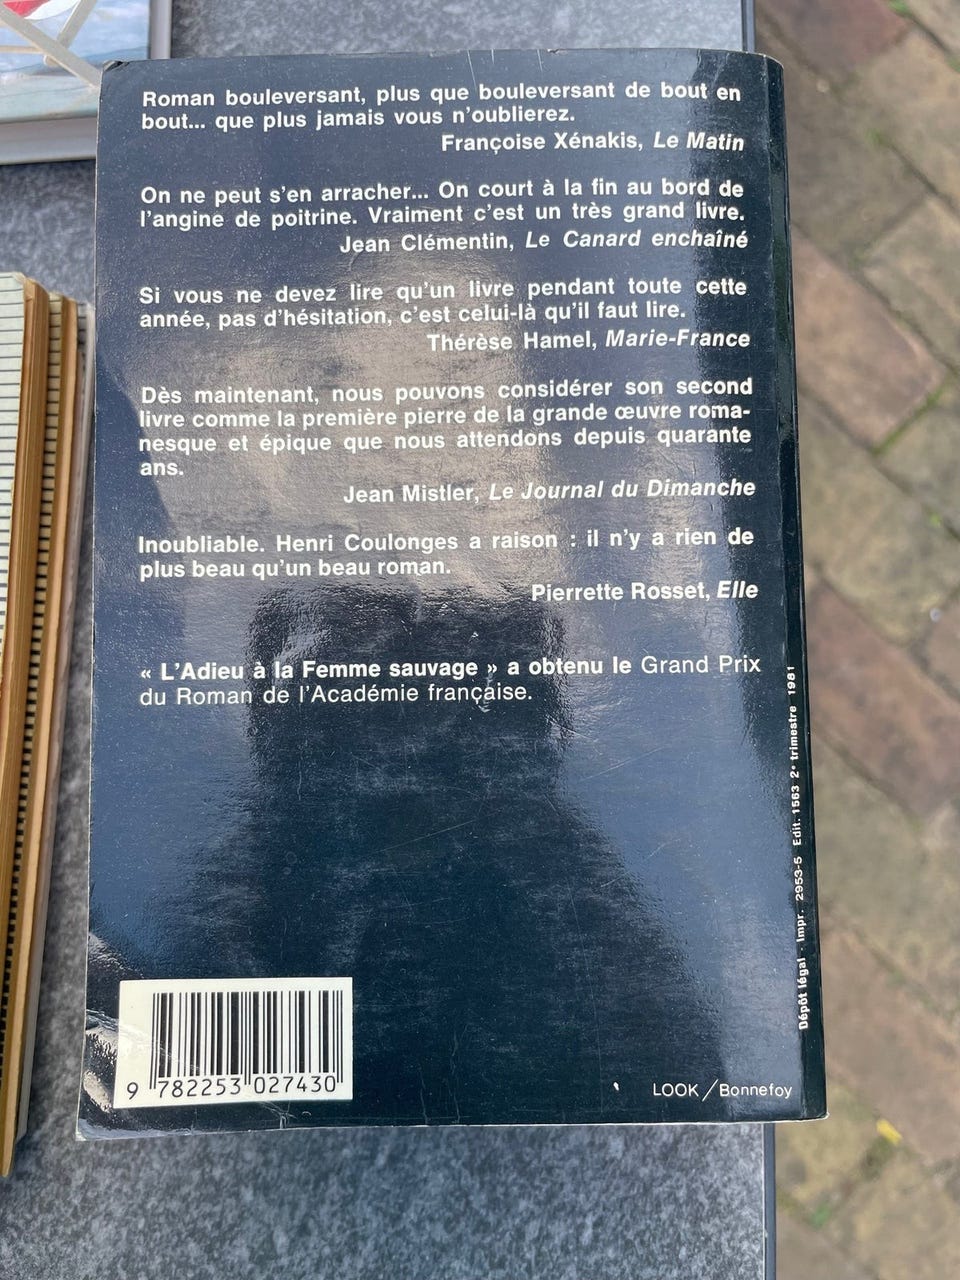 Roman bouleversant, plus que bouleversant de bout en
bout... que plus jamais vous n'oublierez.
Françoise Xénakis, Le Matin
On ne peut s'en arracher... On court à la fin au bord de
l'angine de poitrine. Vraiment c'est un très grand livre.
Jean Clémentin, Le Canard enchaîné
Si vous ne devez lire qu'un livre pendant toute cette
année, pas d'hésitation, c'est celui-là qu'il faut lire.
Thérèse Hamel, Marie-France
Dès maintenant, nous pouvons considérer son second
livre comme la première pierre de la grande œuvre roma-
nesque et épique que nous attendons depuis quarante
ans.
Jean Mistler, Le Journal du Dimanche
Inoubliable. Henri Coulonges a raison : il n'y a rien de
plus beau qu'un beau roman.
Pierrette Rosset, Elle
« L'Adieu à la Femme sauvage » a obtenu le Grand Prix
du Roman de l'Académie française.
Dépôt légal · Impr. 2953-5 Edit. 1563 2e trimestre 1981
9 782253 027430
LOOK / Bonnefoy